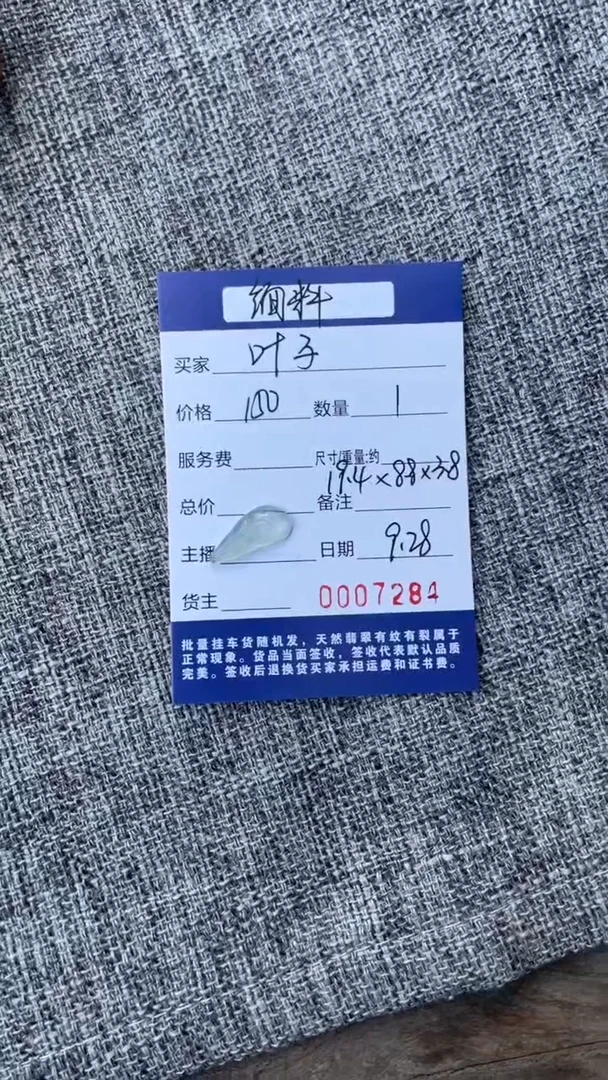 缅料
买家 叶子
价格 100 数量 1
服务费 尺寸/重量:约
19.4×8.8×3.8
总价 备注
主播 日期 9.28
货主 0007284
批量挂车货随机发，天然翡翠有纹有裂属于
正常现象。货品当面签收，签收代表默认品质
完美。签收后退换货买家承担运费和证书费。